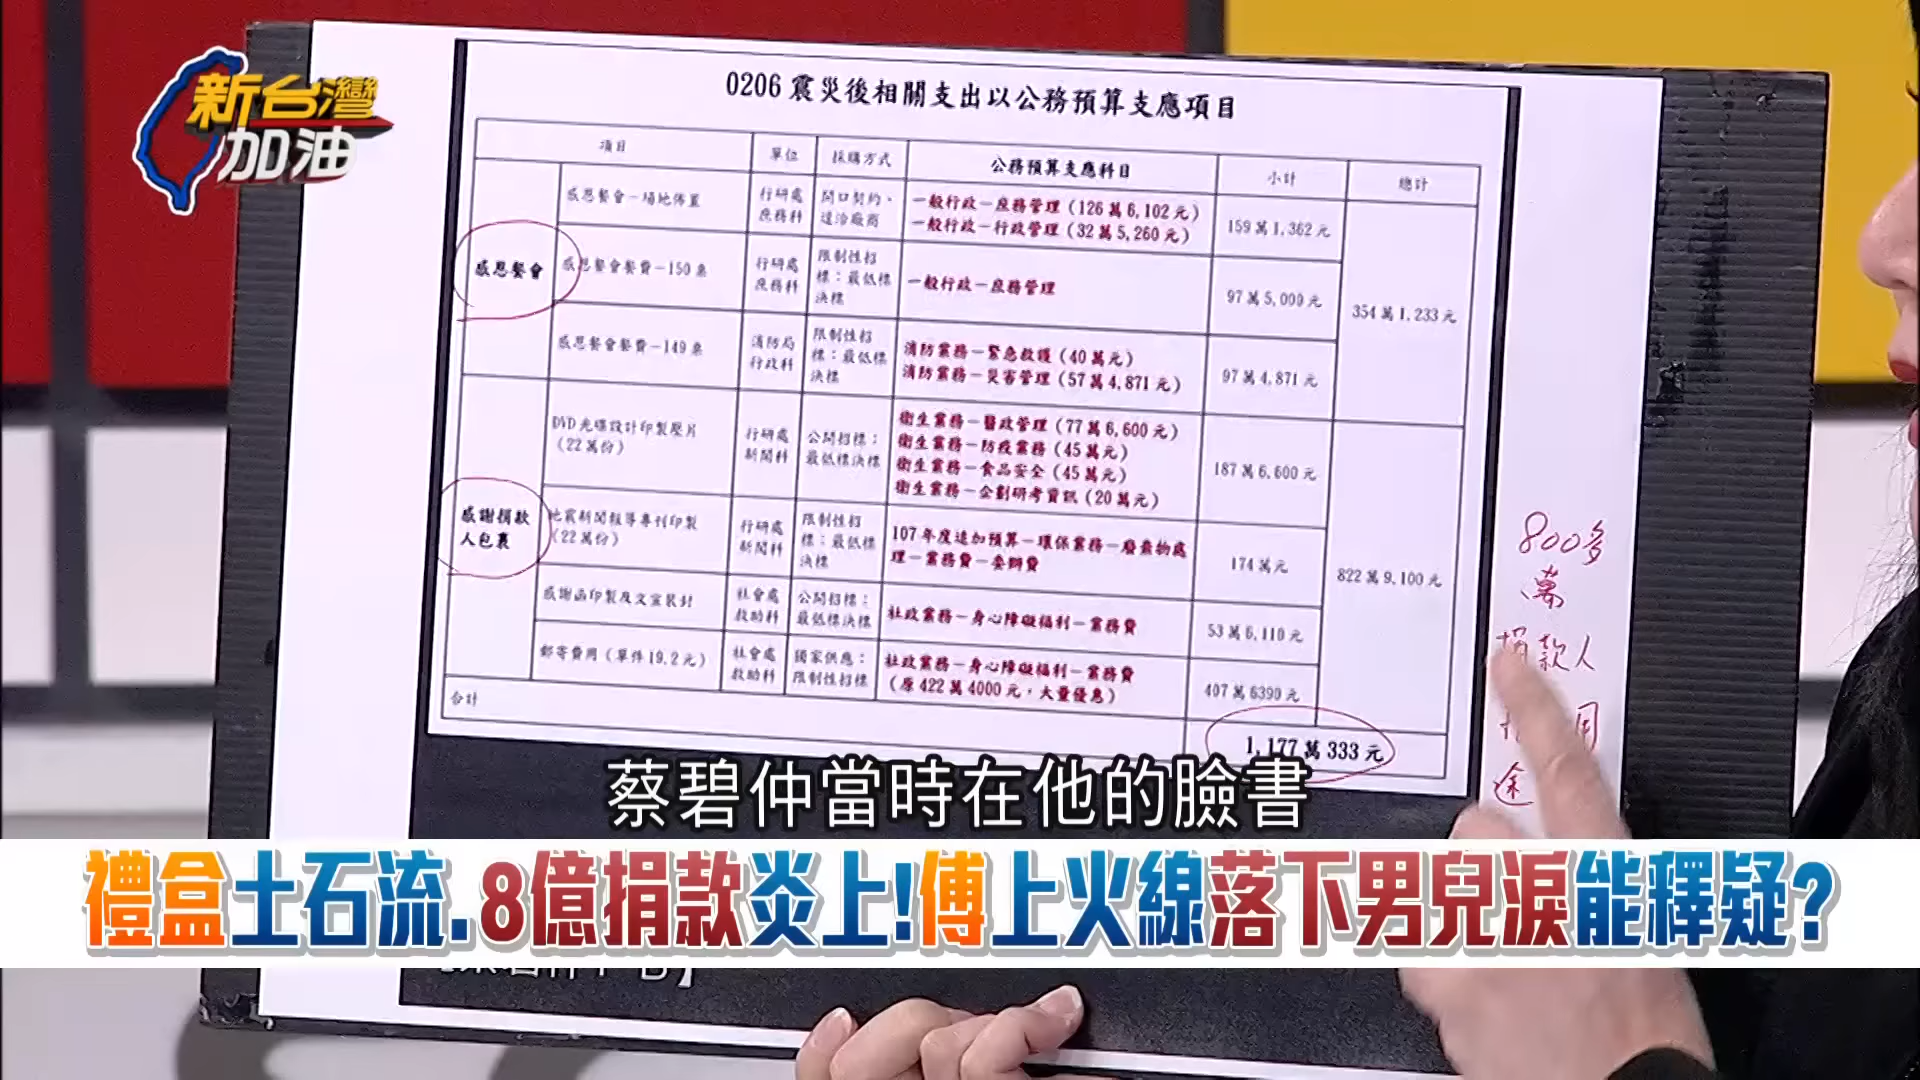 新台灣
加油
0206震災後相關支出以公務預算支應項目
項目
單位
採購方式
公務預算支應科目
小計
總計
感恩餐會
感恩餐會－場地佈置
行研處
庶務科
開口契約、
逕洽廠商
一般行政－庶務管理(126萬6,102元)
一般行政－行政管理(32萬5,260元)
159萬1,362元
354萬1,233元
感恩餐會餐費－150桌
行研處
庶務科
限制性招
標：最低標
決標
一般行政－庶務管理
97萬5,000元
感恩餐會餐費－149桌
消防局
行政科
限制性招
標：最低標
決標
消防業務－緊急救護(40萬元)
消防業務－災害管理(57萬4,871元)
97萬4,871元
感謝捐款
人包裹
DVD光碟設計印製壓片
(22萬份)
行研處
新聞科
公開招標：
最低標決標
衛生業務－醫政管理(77萬6,600元)
衛生業務－防疫業務(45萬元)
衛生業務－食品安全(45萬元)
衛生業務－企劃研考資訊(20萬元)
187萬6,600元
822萬9,100元
地震新聞報導專刊印製
(22萬份)
行研處
新聞科
限制性招
標：最低標
決標
107年度追加預算－環保業務－廢棄物處
理－業務費－委辦費
174萬元
感謝函印製及文宣裝封
社會處
救助科
公開招標：
最低標決標
社政業務－身心障礙福利－業務費
53萬6,110元
郵寄費用(單件19.2元)
社會處
救助科
獨家供應：
限制性招標
社政業務－身心障礙福利－業務費
(原422萬4000元，大量優惠)
407萬6390元
合計
1,177萬333元
800多
萬
捐款人
途
蔡碧仲當時在他的臉書
禮盒土石流.8億捐款炎上!傅上火線落下男兒淚能釋疑?